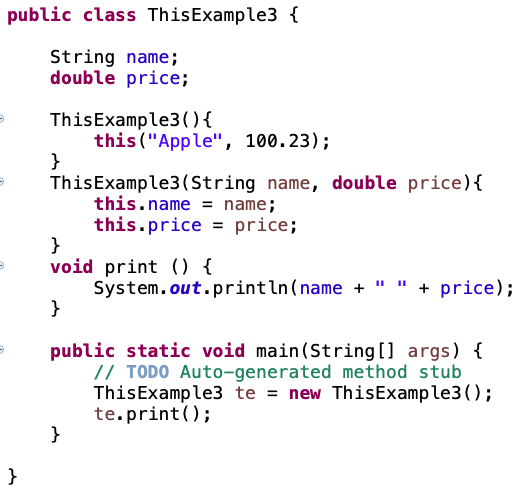 public class ThisExample3 {
String name;
double price;
ThisExample3(){
this("Apple", 100.23);
}
ThisExample3(String name, double price){
this.name = name;
this.price = price;
}
void print () {
System.out.println(name + " " + price);
}
public static void main(String[] args) {
// TODO Auto-generated method stub
ThisExample3 te = new ThisExample3();
te.print();
}
}